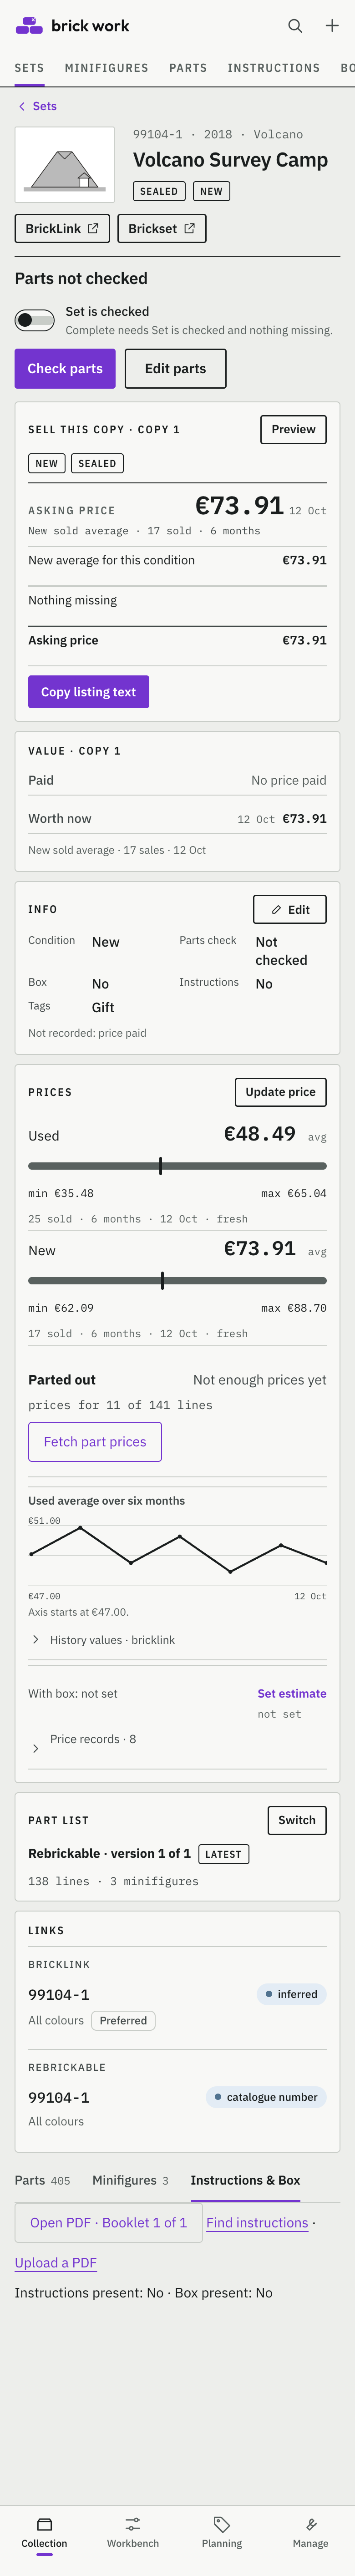 brick work
SETS MINIFIGURES PARTS INSTRUCTIONS BO
Sets
99104-1 · 2018 · Volcano
Volcano Survey Camp
SEALED NEW
BrickLink Brickset
Parts not checked
Set is checked
Complete needs Set is checked and nothing missing.
Check parts Edit parts
SELL THIS COPY · COPY 1 Preview
NEW SEALED
ASKING PRICE €73.91 12 Oct
New sold average · 17 sold · 6 months
New average for this condition €73.91
Nothing missing
Asking price €73.91
Copy listing text
VALUE · COPY 1
Paid No price paid
Worth now 12 Oct €73.91
New sold average · 17 sales · 12 Oct
INFO Edit
Condition New Parts check Not checked
Box No Instructions No
Tags Gift
Not recorded: price paid
PRICES Update price
Used €48.49 avg
min €35.48 max €65.04
25 sold · 6 months · 12 Oct · fresh
New €73.91 avg
min €62.09 max €88.70
17 sold · 6 months · 12 Oct · fresh
Parted out Not enough prices yet
prices for 11 of 141 lines
Fetch part prices
Used average over six months
€51.00
€47.00 12 Oct
Axis starts at €47.00.
History values · bricklink
With box: not set Set estimate
not set
Price records · 8
PART LIST Switch
Rebrickable · version 1 of 1 LATEST
138 lines · 3 minifigures
LINKS
BRICKLINK
99104-1 inferred
All colours Preferred
REBRICKABLE
99104-1 catalogue number
All colours
Parts 405 Minifigures 3 Instructions & Box
Open PDF · Booklet 1 of 1 Find instructions ·
Upload a PDF
Instructions present: No · Box present: No
Collection Workbench Planning Manage